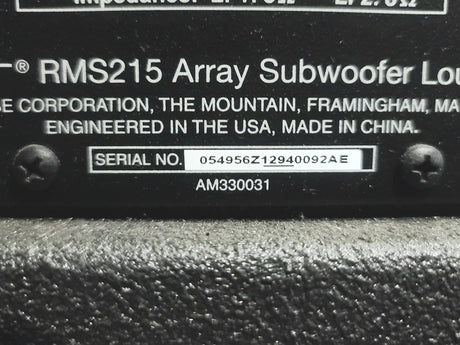 ® RMS215 Array Subwoofer Lou
SE CORPORATION, THE MOUNTAIN, FRAMINGHAM, MA
ENGINEERED IN THE USA, MADE IN CHINA.
SERIAL NO. 054956Z12940092AE
AM330031